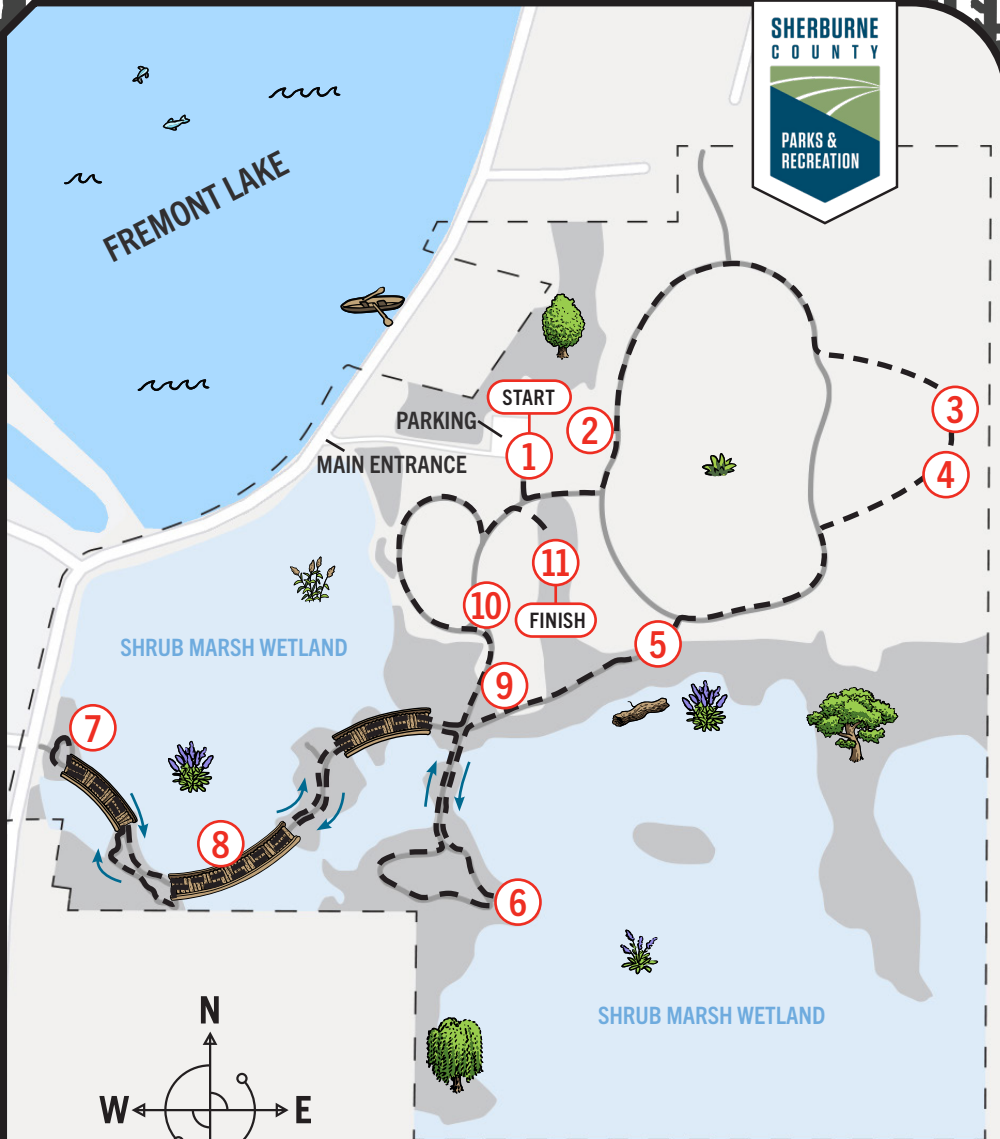 SHERBURNE
COUNTY
PARKS &
RECREATION
FREMONT LAKE
START
PARKING
1
2
3
MAIN ENTRANCE
4
11
10
FINISH
5
SHRUB MARSH WETLAND
9
7
8
6
SHRUB MARSH WETLAND
N
W
E